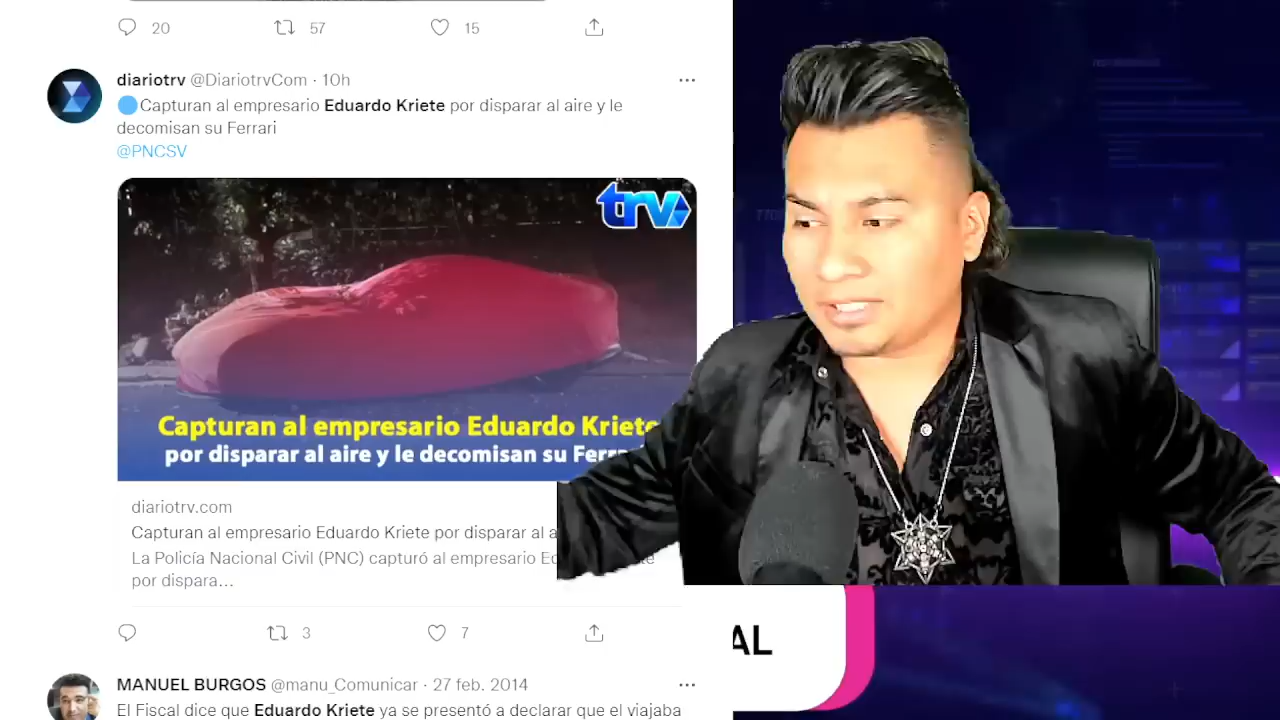 20 57 15
diariotrv @DiariotrvCom · 10h
Capturan al empresario Eduardo Kriete por disparar al aire y le
decomisan su Ferrari
@PNCSV
trv
Capturan al empresario Eduardo Kriete
por disparar al aire y le decomisan su
diariotrv.com
Capturan al empresario Eduardo Kriete por disparar al a
La Policía Nacional Civil (PNC) capturó al empresario
por dispara...
3 7
MANUEL BURGOS @manu_Comunicar · 27 feb. 2014
El Fiscal dice que Eduardo Kriete ya se presentó a declarar que el viajaba
AL